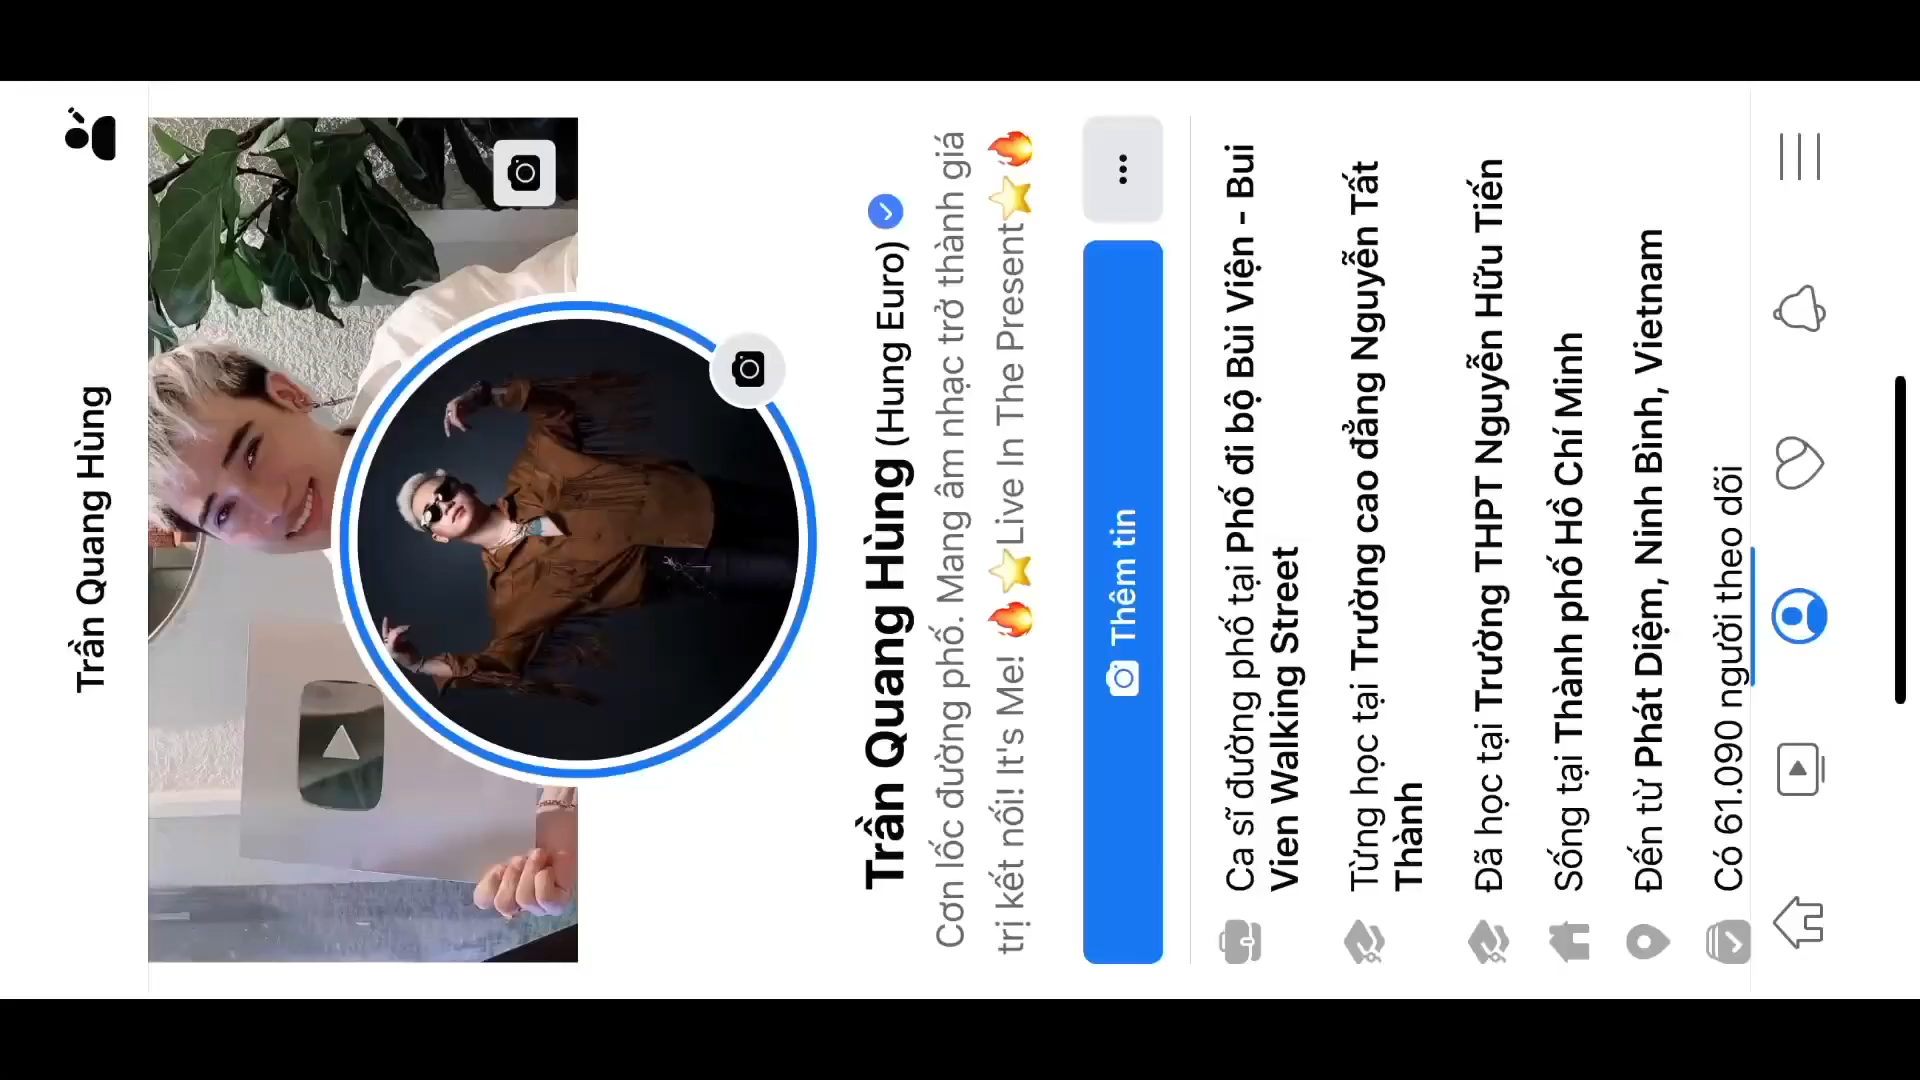 Trần Quang Hùng
Trần Quang Hùng (Hung Euro)
Cơn lốc đường phố. Mang âm nhạc trở thành giá
trị kết nối! It's Me! 🔥⭐Live In The Present⭐🔥
Thêm tin
Ca sĩ đường phố tại Phố đi bộ Bùi Viện - Bui
Vien Walking Street
Từng học tại Trường cao đẳng Nguyễn Tất
Thành
Đã học tại Trường THPT Nguyễn Hữu Tiến
Sống tại Thành phố Hồ Chí Minh
Đến từ Phát Diệm, Ninh Bình, Vietnam
Có 61.090 người theo dõi